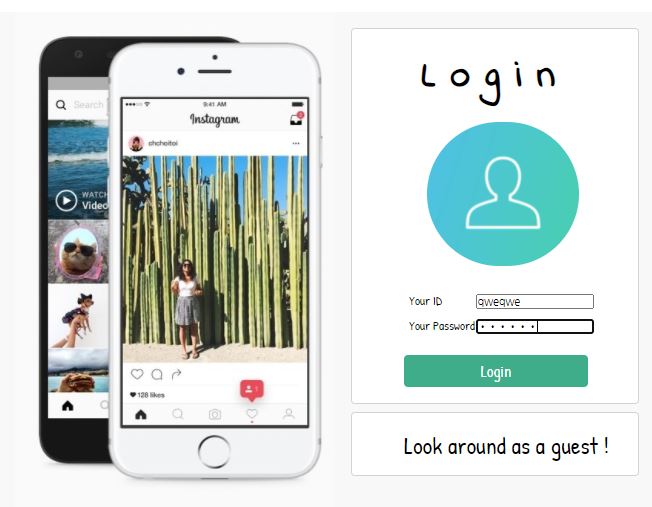 Search
WATCH
Video
9:41 AM
Instagram
chcheitoi
128 likes
1
Login
Your ID
qweqwe
Your Password
Login
Look around as a guest !